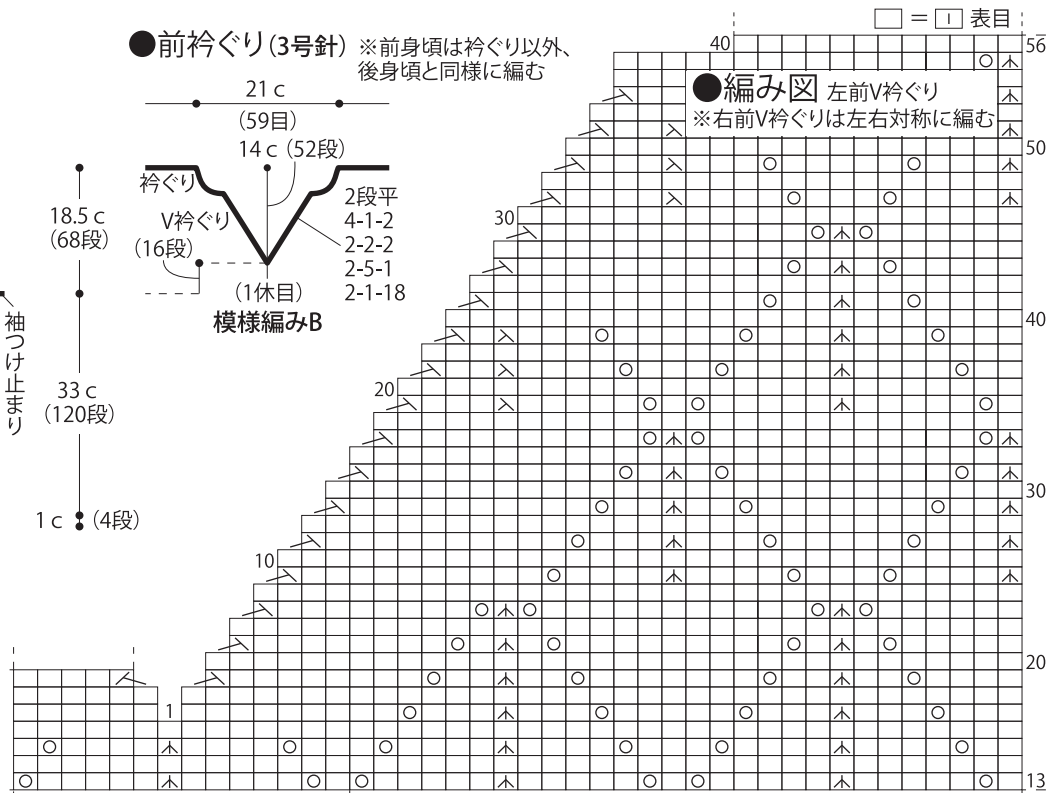 ●前衿ぐり(3号針) ※前身頃は衿ぐり以外、
後身頃と同様に編む
21c
(59目)
14c (52段)
衿ぐり
V衿ぐり
(16段)
18.5c
(68段)
2段平
4-1-2
2-2-2
2-5-1
2-1-18
(1休目)
模様編みB
袖つけ止まり
33c
(120段)
1c (4段)
□=□ 表目
●編み図 左前V衿ぐり
※右前V衿ぐりは左右対称に編む
40
30
20
10
1
56
50
40
30
20
13